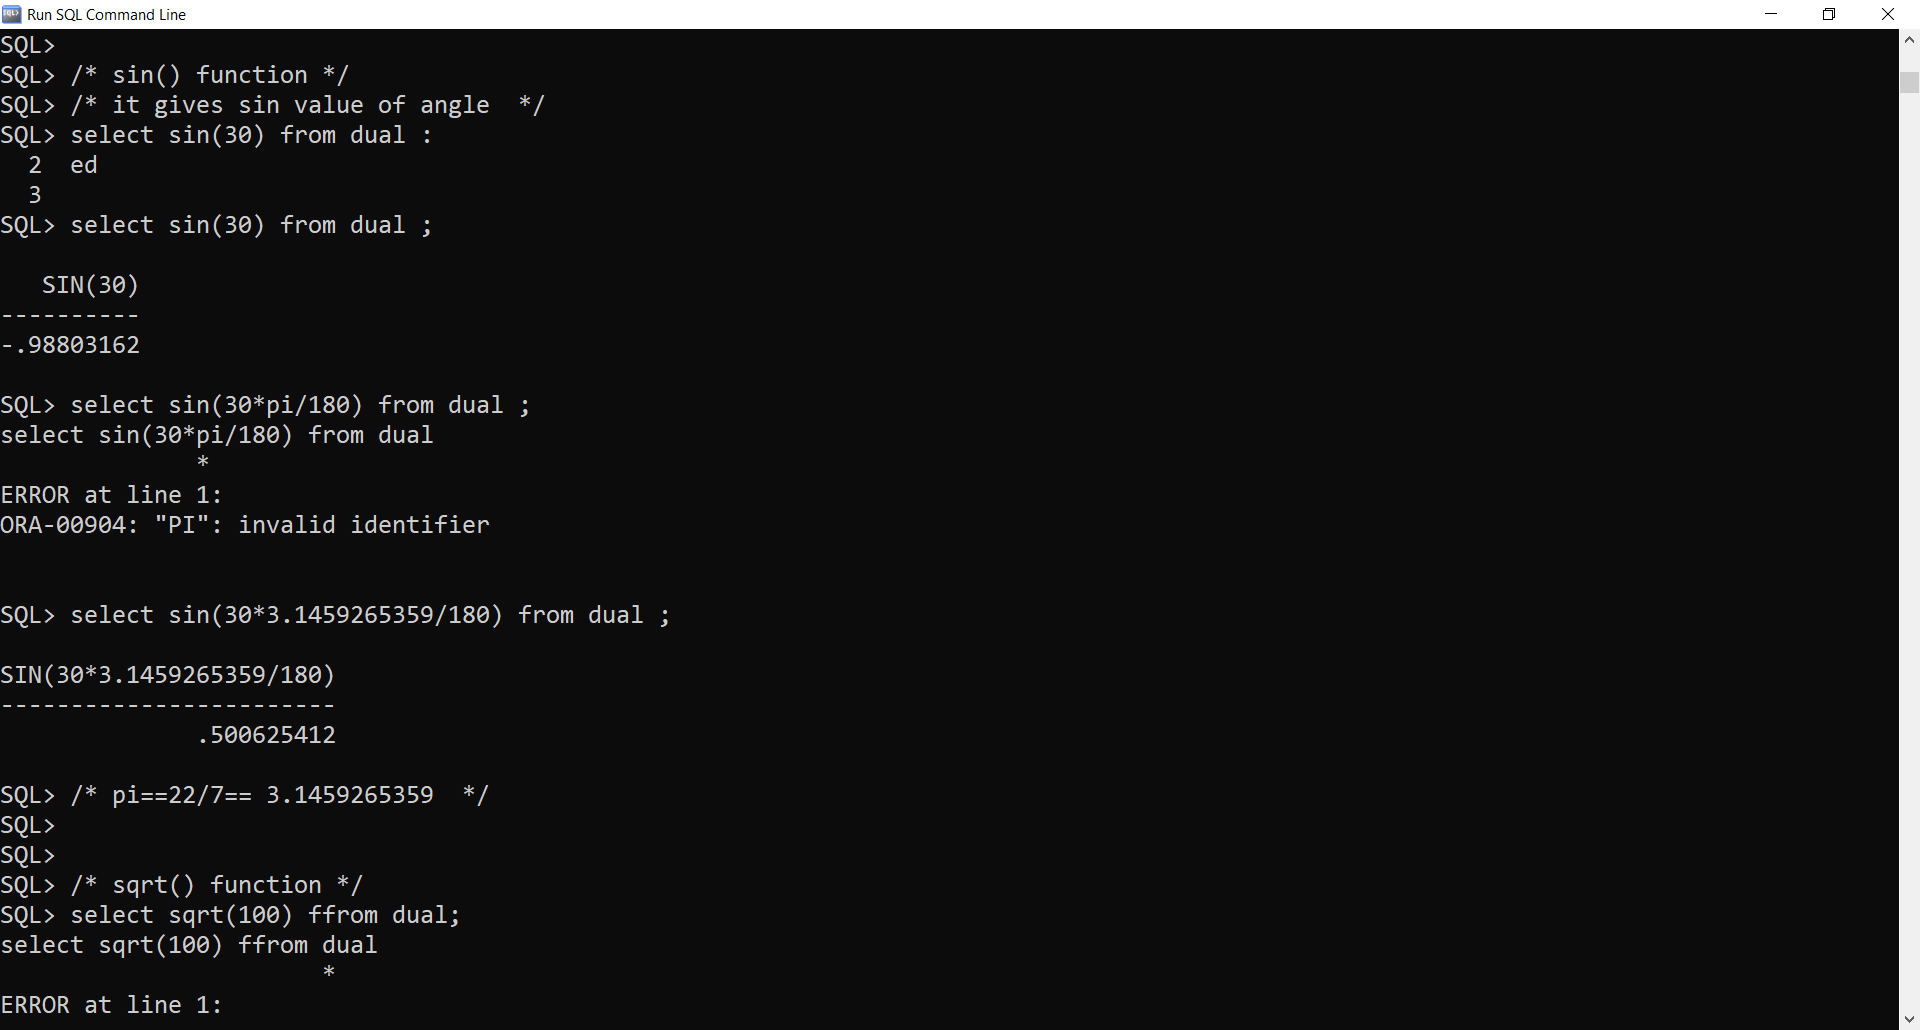 Run SQL Command Line
SQL>
SQL> /* sin() function */
SQL> /* it gives sin value of angle  */
SQL> select sin(30) from dual :
  2  ed
  3
SQL> select sin(30) from dual ;

   SIN(30)
----------
-.98803162

SQL> select sin(30*pi/180) from dual ;
select sin(30*pi/180) from dual
              *
ERROR at line 1:
ORA-00904: "PI": invalid identifier


SQL> select sin(30*3.1459265359/180) from dual ;

SIN(30*3.1459265359/180)
------------------------
              .500625412

SQL> /* pi==22/7== 3.1459265359  */
SQL>
SQL>
SQL> /* sqrt() function */
SQL> select sqrt(100) ffrom dual;
select sqrt(100) ffrom dual
                       *
ERROR at line 1: